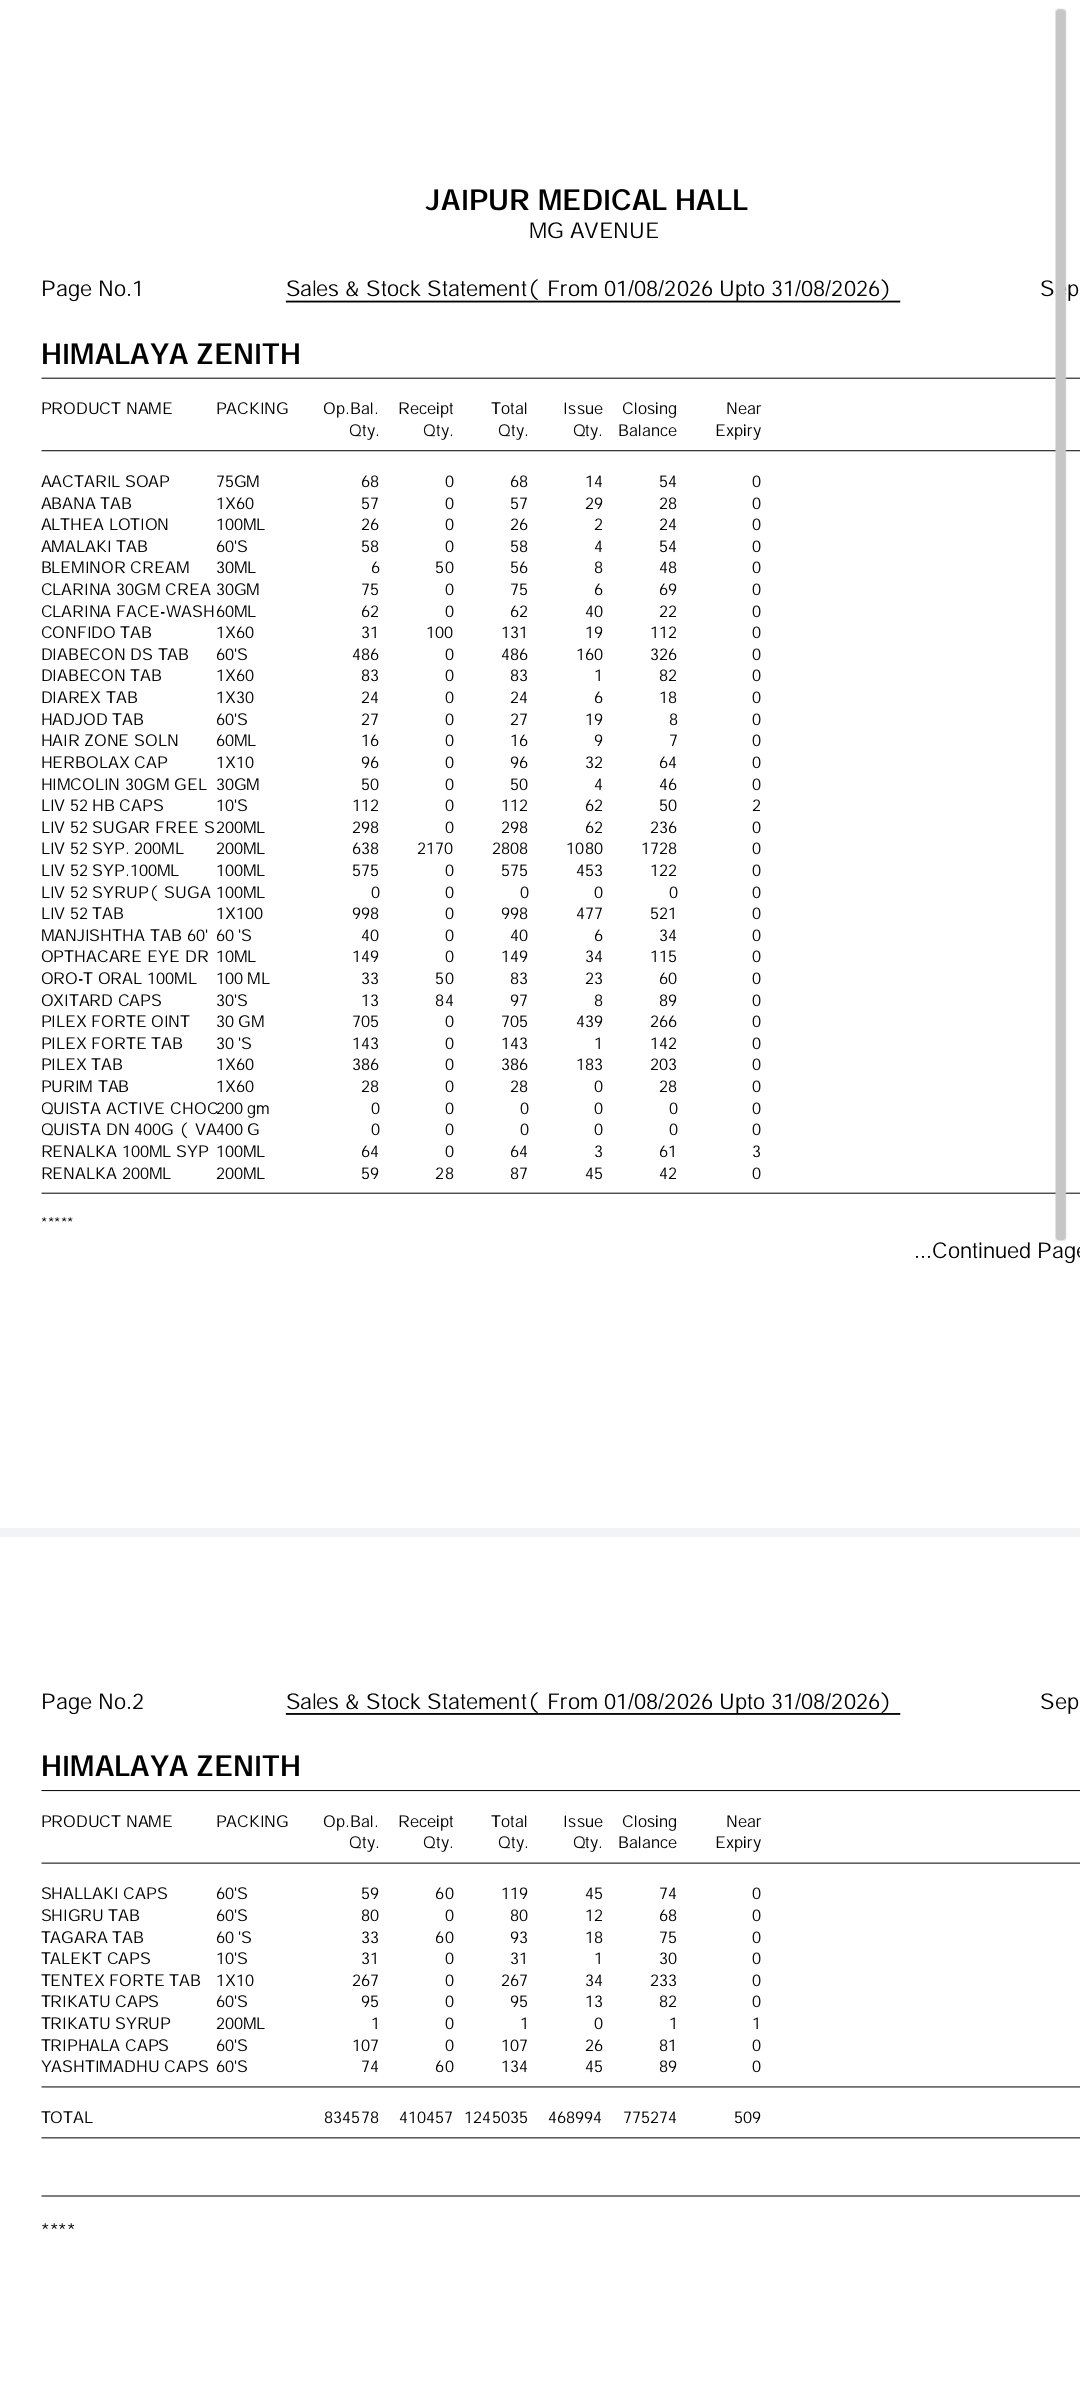 JAIPUR MEDICAL HALL
MG AVENUE
Page No.1 Sales & Stock Statement( From 01/08/2026 Upto 31/08/2026) Sep
HIMALAYA ZENITH
PRODUCT NAME PACKING Op.Bal. Receipt Total Issue Closing Near
Qty. Qty. Qty. Qty. Balance Expiry
AACTARIL SOAP 75GM 68 0 68 14 54 0
ABANA TAB 1X60 57 0 57 29 28 0
ALTHEA LOTION 100ML 26 0 26 2 24 0
AMALAKI TAB 60'S 58 0 58 4 54 0
BLEMINOR CREAM 30ML 6 50 56 8 48 0
CLARINA 30GM CREA 30GM 75 0 75 6 69 0
CLARINA FACE-WASH 60ML 62 0 62 40 22 0
CONFIDO TAB 1X60 31 100 131 19 112 0
DIABECON DS TAB 60'S 486 0 486 160 326 0
DIABECON TAB 1X60 83 0 83 1 82 0
DIAREX TAB 1X30 24 0 24 6 18 0
HADJOD TAB 60'S 27 0 27 19 8 0
HAIR ZONE SOLN 60ML 16 0 16 9 7 0
HERBOLAX CAP 1X10 96 0 96 32 64 0
HIMCOLIN 30GM GEL 30GM 50 0 50 4 46 0
LIV 52 HB CAPS 10'S 112 0 112 62 50 2
LIV 52 SUGAR FREE S 200ML 298 0 298 62 236 0
LIV 52 SYP. 200ML 200ML 638 2170 2808 1080 1728 0
LIV 52 SYP.100ML 100ML 575 0 575 453 122 0
LIV 52 SYRUP( SUGA 100ML 0 0 0 0 0 0
LIV 52 TAB 1X100 998 0 998 477 521 0
MANJISHTHA TAB 60' 60 'S 40 0 40 6 34 0
OPTHACARE EYE DR 10ML 149 0 149 34 115 0
ORO-T ORAL 100ML 100 ML 33 50 83 23 60 0
OXITARD CAPS 30'S 13 84 97 8 89 0
PILEX FORTE OINT 30 GM 705 0 705 439 266 0
PILEX FORTE TAB 30 'S 143 0 143 1 142 0
PILEX TAB 1X60 386 0 386 183 203 0
PURIM TAB 1X60 28 0 28 0 28 0
QUISTA ACTIVE CHOC 200 gm 0 0 0 0 0 0
QUISTA DN 400G ( VA 400 G 0 0 0 0 0 0
RENALKA 100ML SYP 100ML 64 0 64 3 61 3
RENALKA 200ML 200ML 59 28 87 45 42 0
*****
...Continued Page
Page No.2 Sales & Stock Statement( From 01/08/2026 Upto 31/08/2026) Sep
HIMALAYA ZENITH
PRODUCT NAME PACKING Op.Bal. Receipt Total Issue Closing Near
Qty. Qty. Qty. Qty. Balance Expiry
SHALLAKI CAPS 60'S 59 60 119 45 74 0
SHIGRU TAB 60'S 80 0 80 12 68 0
TAGARA TAB 60 'S 33 60 93 18 75 0
TALEKT CAPS 10'S 31 0 31 1 30 0
TENTEX FORTE TAB 1X10 267 0 267 34 233 0
TRIKATU CAPS 60'S 95 0 95 13 82 0
TRIKATU SYRUP 200ML 1 0 1 0 1 1
TRIPHALA CAPS 60'S 107 0 107 26 81 0
YASHTIMADHU CAPS 60'S 74 60 134 45 89 0
TOTAL 834578 410457 1245035 468994 775274 509
****